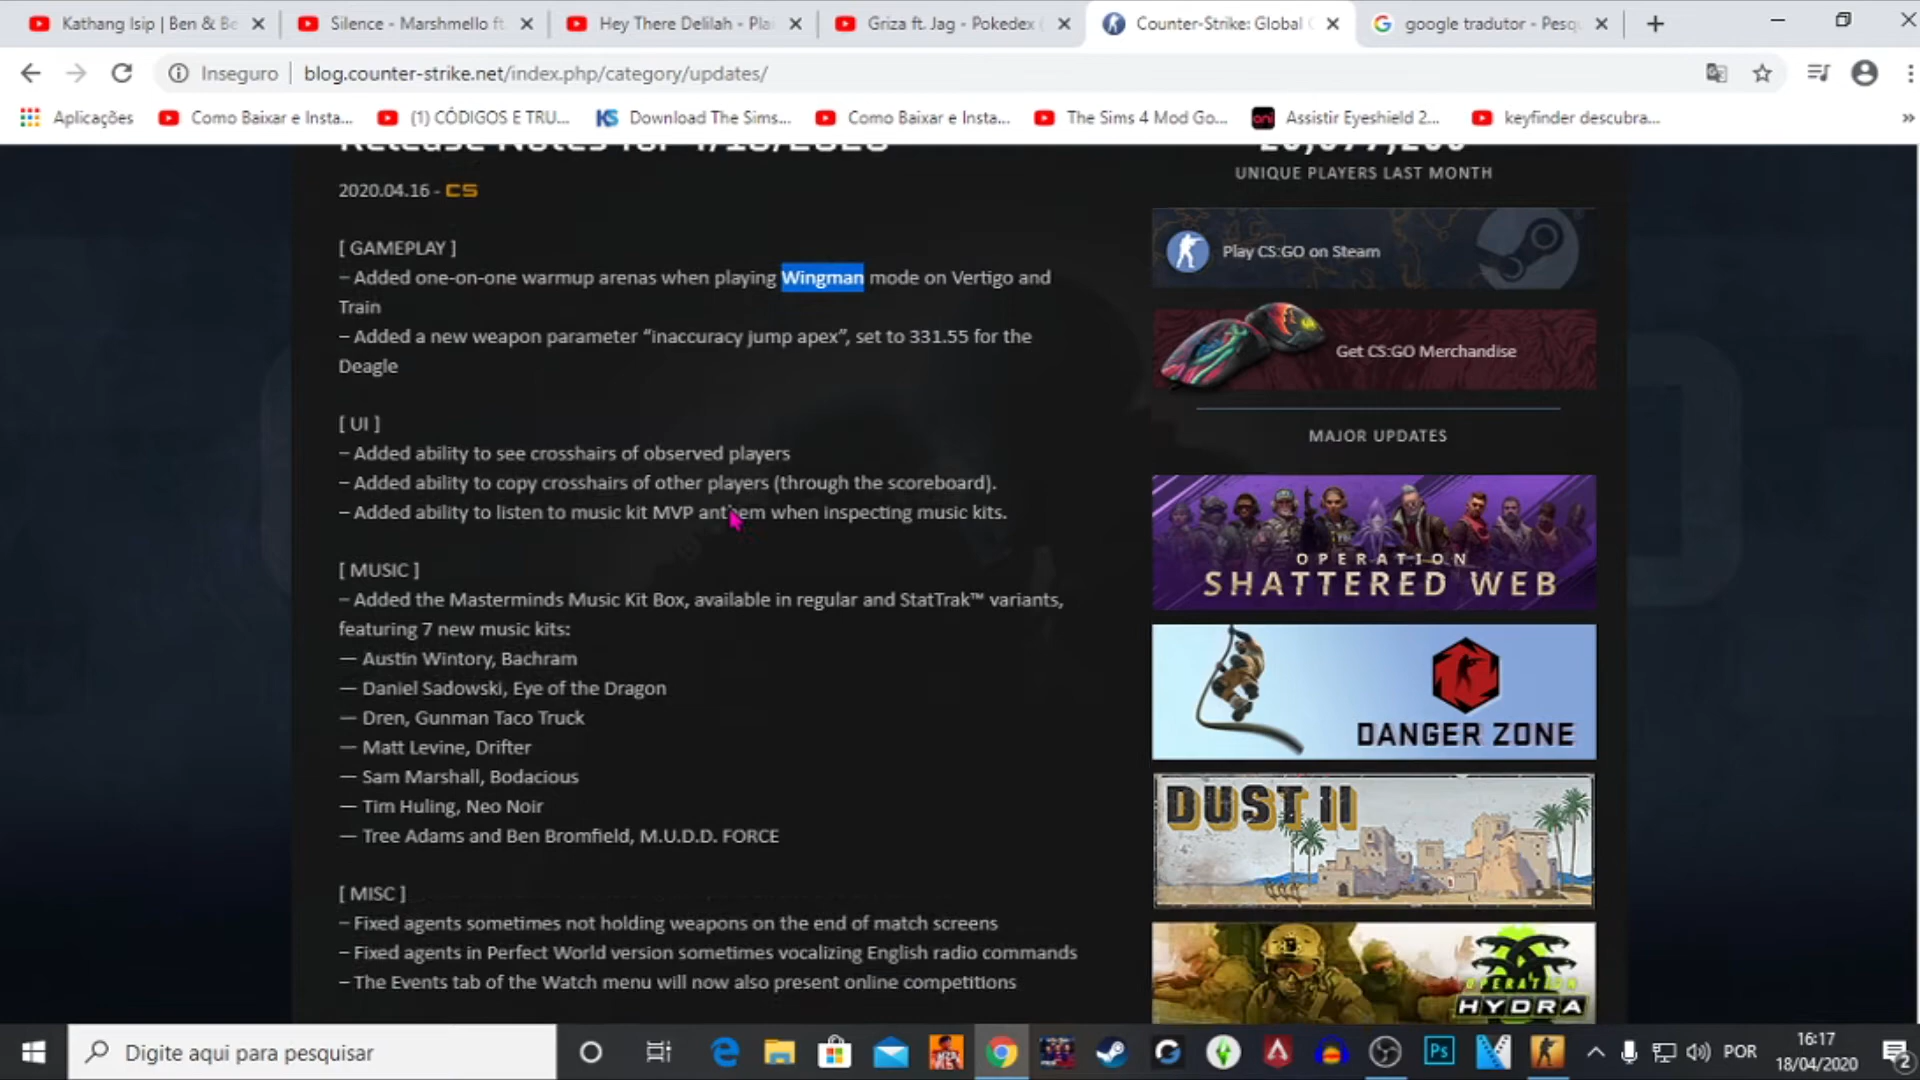 Kathang Isip | Ben & Be
Silence - Marshmello ft.
Hey There Delilah - Pla
Griza ft. Jag - Pokedex (
Counter-Strike: Global
google tradutor - Pesqu
Inseguro
blog.counter-strike.net/index.php/category/updates/
Aplicações
Como Baixar e Insta...
(1) CÓDIGOS E TRU...
Download The Sims...
Como Baixar e Insta...
The Sims 4 Mod Go...
Assistir Eyeshield 2...
keyfinder descubra...
2020.04.16 - CS
[ GAMEPLAY ]
– Added one-on-one warmup arenas when playing Wingman mode on Vertigo and
Train
– Added a new weapon parameter “inaccuracy jump apex”, set to 331.55 for the
Deagle
[ UI ]
– Added ability to see crosshairs of observed players
– Added ability to copy crosshairs of other players (through the scoreboard).
– Added ability to listen to music kit MVP anthem when inspecting music kits.
[ MUSIC ]
– Added the Masterminds Music Kit Box, available in regular and StatTrak™ variants,
featuring 7 new music kits:
— Austin Wintory, Bachram
— Daniel Sadowski, Eye of the Dragon
— Dren, Gunman Taco Truck
— Matt Levine, Drifter
— Sam Marshall, Bodacious
— Tim Huling, Neo Noir
— Tree Adams and Ben Bromfield, M.U.D.D. FORCE
[ MISC ]
– Fixed agents sometimes not holding weapons on the end of match screens
– Fixed agents in Perfect World version sometimes vocalizing English radio commands
– The Events tab of the Watch menu will now also present online competitions
UNIQUE PLAYERS LAST MONTH
Play CS:GO on Steam
Get CS:GO Merchandise
MAJOR UPDATES
OPERATION
SHATTERED WEB
DANGER ZONE
DUST II
OPERATION
HYDRA
Digite aqui para pesquisar
Ps
POR
16:17
18/04/2020
2